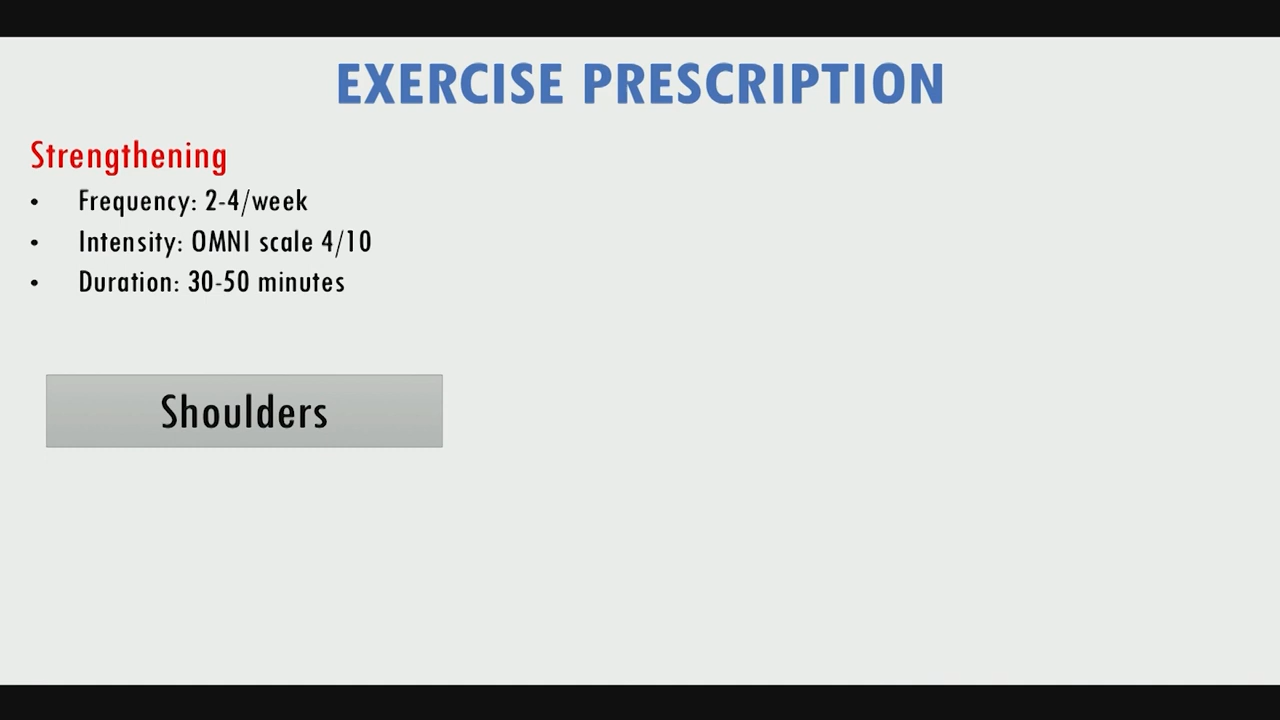 EXERCISE PRESCRIPTION
Strengthening
• Frequency: 2-4/week
• Intensity: OMNI scale 4/10
• Duration: 30-50 minutes
Shoulders